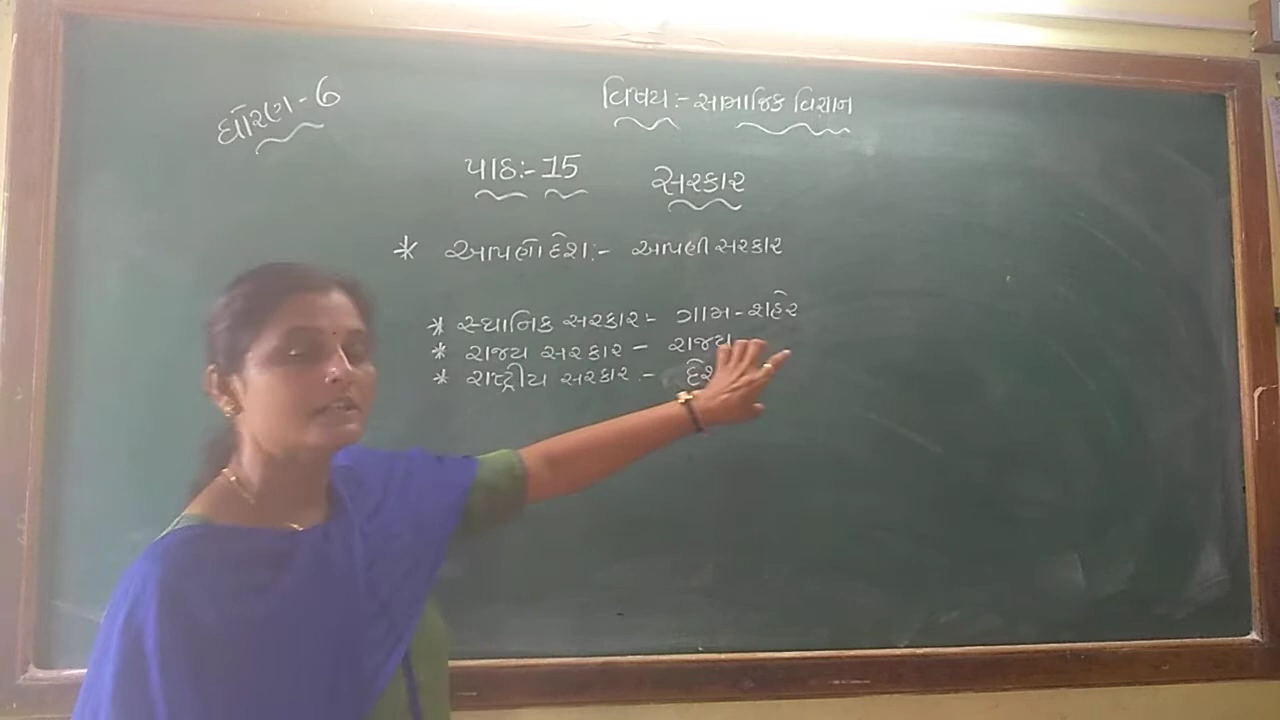 ધોરણ-6
વિષય:- સામાજિક વિજ્ઞાન
પાઠ:- 15 સરકાર
* આપણો દેશ:- આપણી સરકાર
* સ્થાનિક સરકાર:- ગામ-શહેર
* રાજ્ય સરકાર - રાજ્ય
* રાષ્ટ્રીય સરકાર:- દેશ